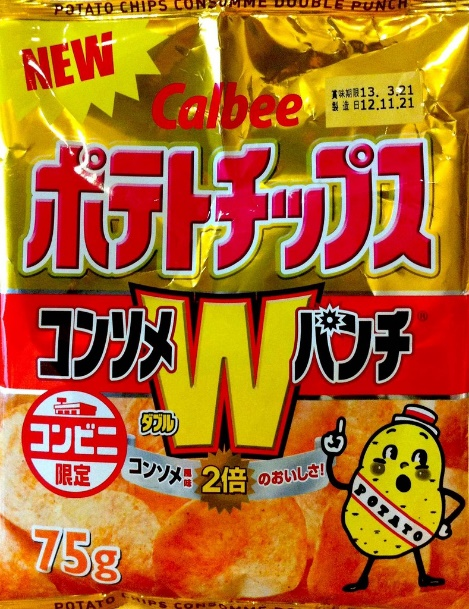 POTATO CHIPS CONSOMMÉ DOUBLE PUNCH
NEW
賞味期限13. 3.21
製造日12.11.21
Calbee
ポテトチップス
コンソメWパンチ®
ダブル
コンビニ
限定
コンソメ風味2倍のおいしさ!
POTATO
75g
POTATO CHIPS CONSOMMÉ DOUBLE PUNCH